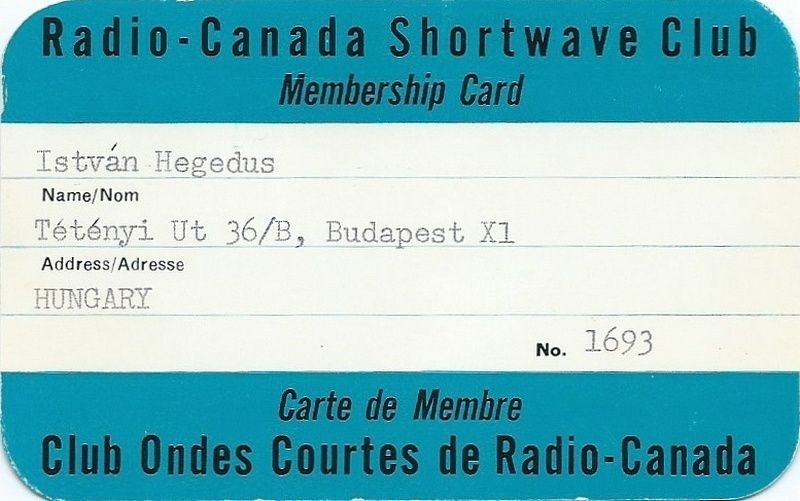 Radio-Canada Shortwave Club
Membership Card
István Hegedus
Name/Nom
Tétényi Ut 36/B, Budapest X1
Address/Adresse
HUNGARY
No. 1693
Carte de Membre
Club Ondes Courtes de Radio-Canada